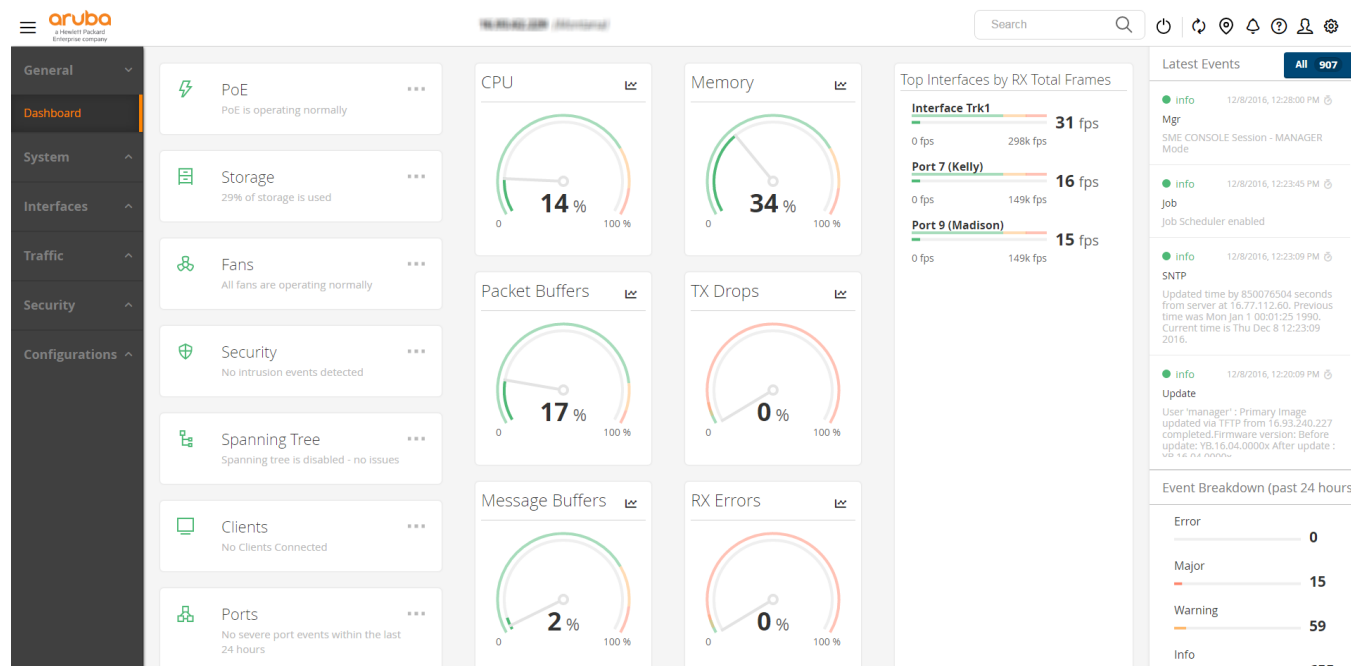 aruba
a Hewlett Packard
Enterprise company
Search
General
Dashboard
System
Interfaces
Traffic
Security
Configurations
PoE
PoE is operating normally
Storage
29% of storage is used
Fans
All fans are operating normally
Security
No intrusion events detected
Spanning Tree
Spanning tree is disabled - no issues
Clients
No Clients Connected
Ports
No severe port events within the last
24 hours
CPU
14 %
0 100 %
Memory
34 %
0 100 %
Packet Buffers
17 %
0 100 %
TX Drops
0 %
0 100 %
Message Buffers
2 %
0 100 %
RX Errors
0 %
0 100 %
Top Interfaces by RX Total Frames
Interface Trk1
31 fps
0 fps 298k fps
Port 7 (Kelly)
16 fps
0 fps 149k fps
Port 9 (Madison)
15 fps
0 fps 149k fps
Latest Events All 907
info 12/8/2016, 12:28:00 PM
Mgr
SME CONSOLE Session - MANAGER
Mode
info 12/8/2016, 12:23:45 PM
Job
Job Scheduler enabled
info 12/8/2016, 12:23:09 PM
SNTP
Updated time by 850076504 seconds
from server at 16.77.112.60. Previous
time was Mon Jan 1 00:01:25 1990.
Current time is Thu Dec 8 12:23:09
2016.
info 12/8/2016, 12:20:09 PM
Update
User 'manager' : Primary Image
updated via TFTP from 16.93.240.227
completed.Firmware version: Before
update: YB.16.04.0000x After update :
YB.16.04.0000x
Event Breakdown (past 24 hours
Error
0
Major
15
Warning
59
Info